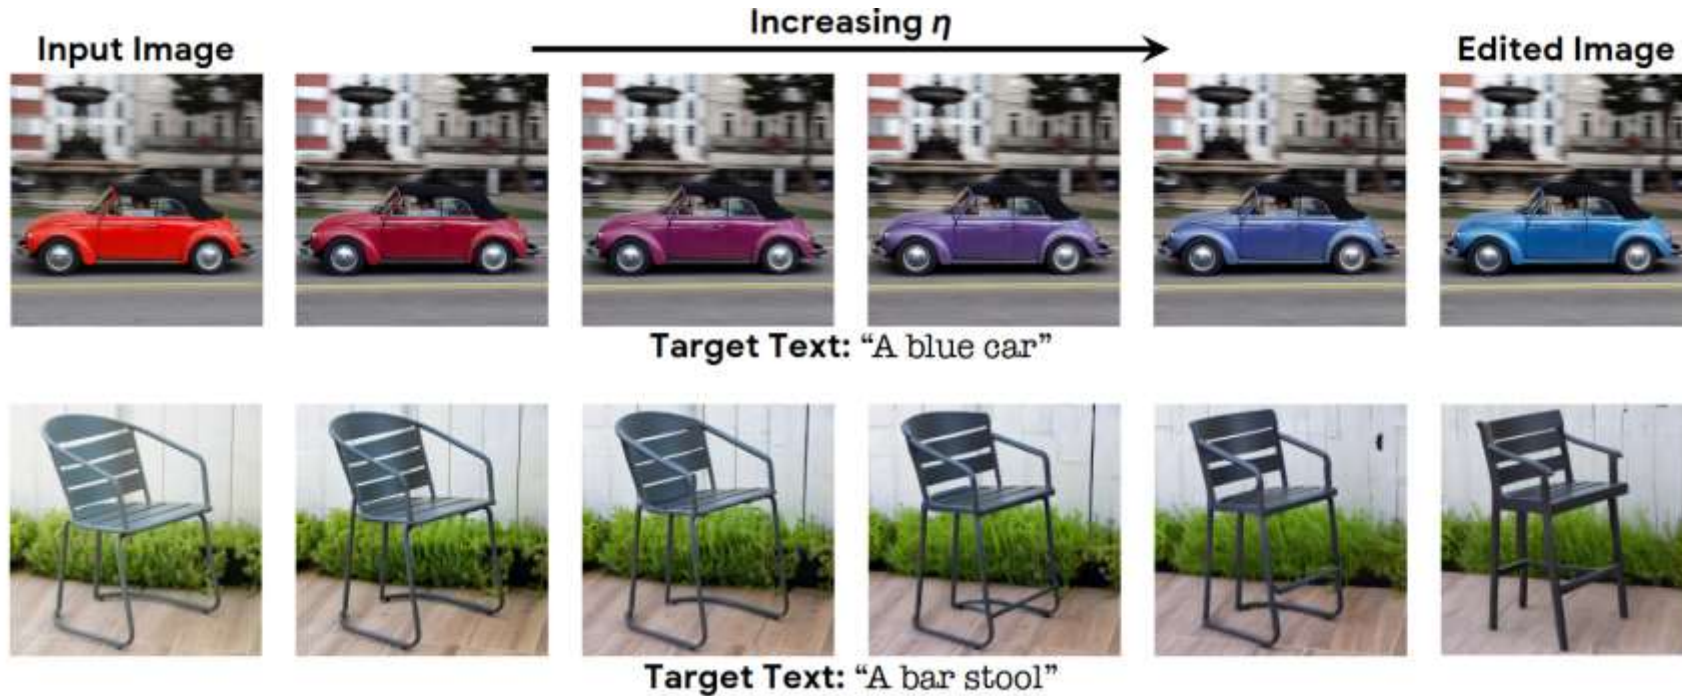 Increasing η
Input Image
Edited Image
Target Text: “A blue car”
Target Text: “A bar stool”